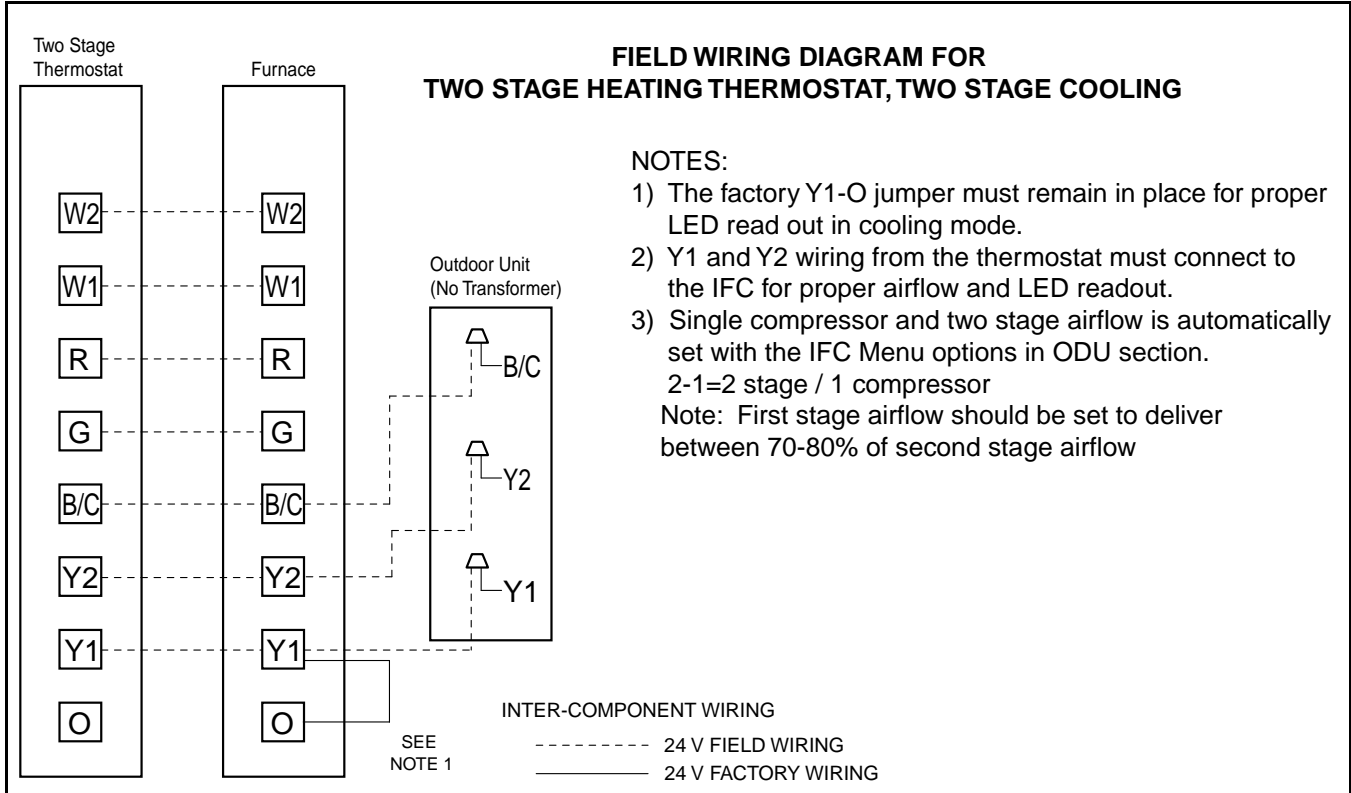 Two Stage
Thermostat
Furnace
FIELD WIRING DIAGRAM FOR
TWO STAGE HEATING THERMOSTAT, TWO STAGE COOLING
NOTES:
1) The factory Y1-O jumper must remain in place for proper
LED read out in cooling mode.
2) Y1 and Y2 wiring from the thermostat must connect to
the IFC for proper airflow and LED readout.
3) Single compressor and two stage airflow is automatically
set with the IFC Menu options in ODU section.
2-1=2 stage / 1 compressor
Note: First stage airflow should be set to deliver
between 70-80% of second stage airflow
W2
W1
R
G
B/C
Y2
Y1
O
W2
W1
R
G
B/C
Y2
Y1
O
Outdoor Unit
(No Transformer)
B/C
Y2
Y1
SEE
NOTE 1
INTER-COMPONENT WIRING
24 V FIELD WIRING
24 V FACTORY WIRING